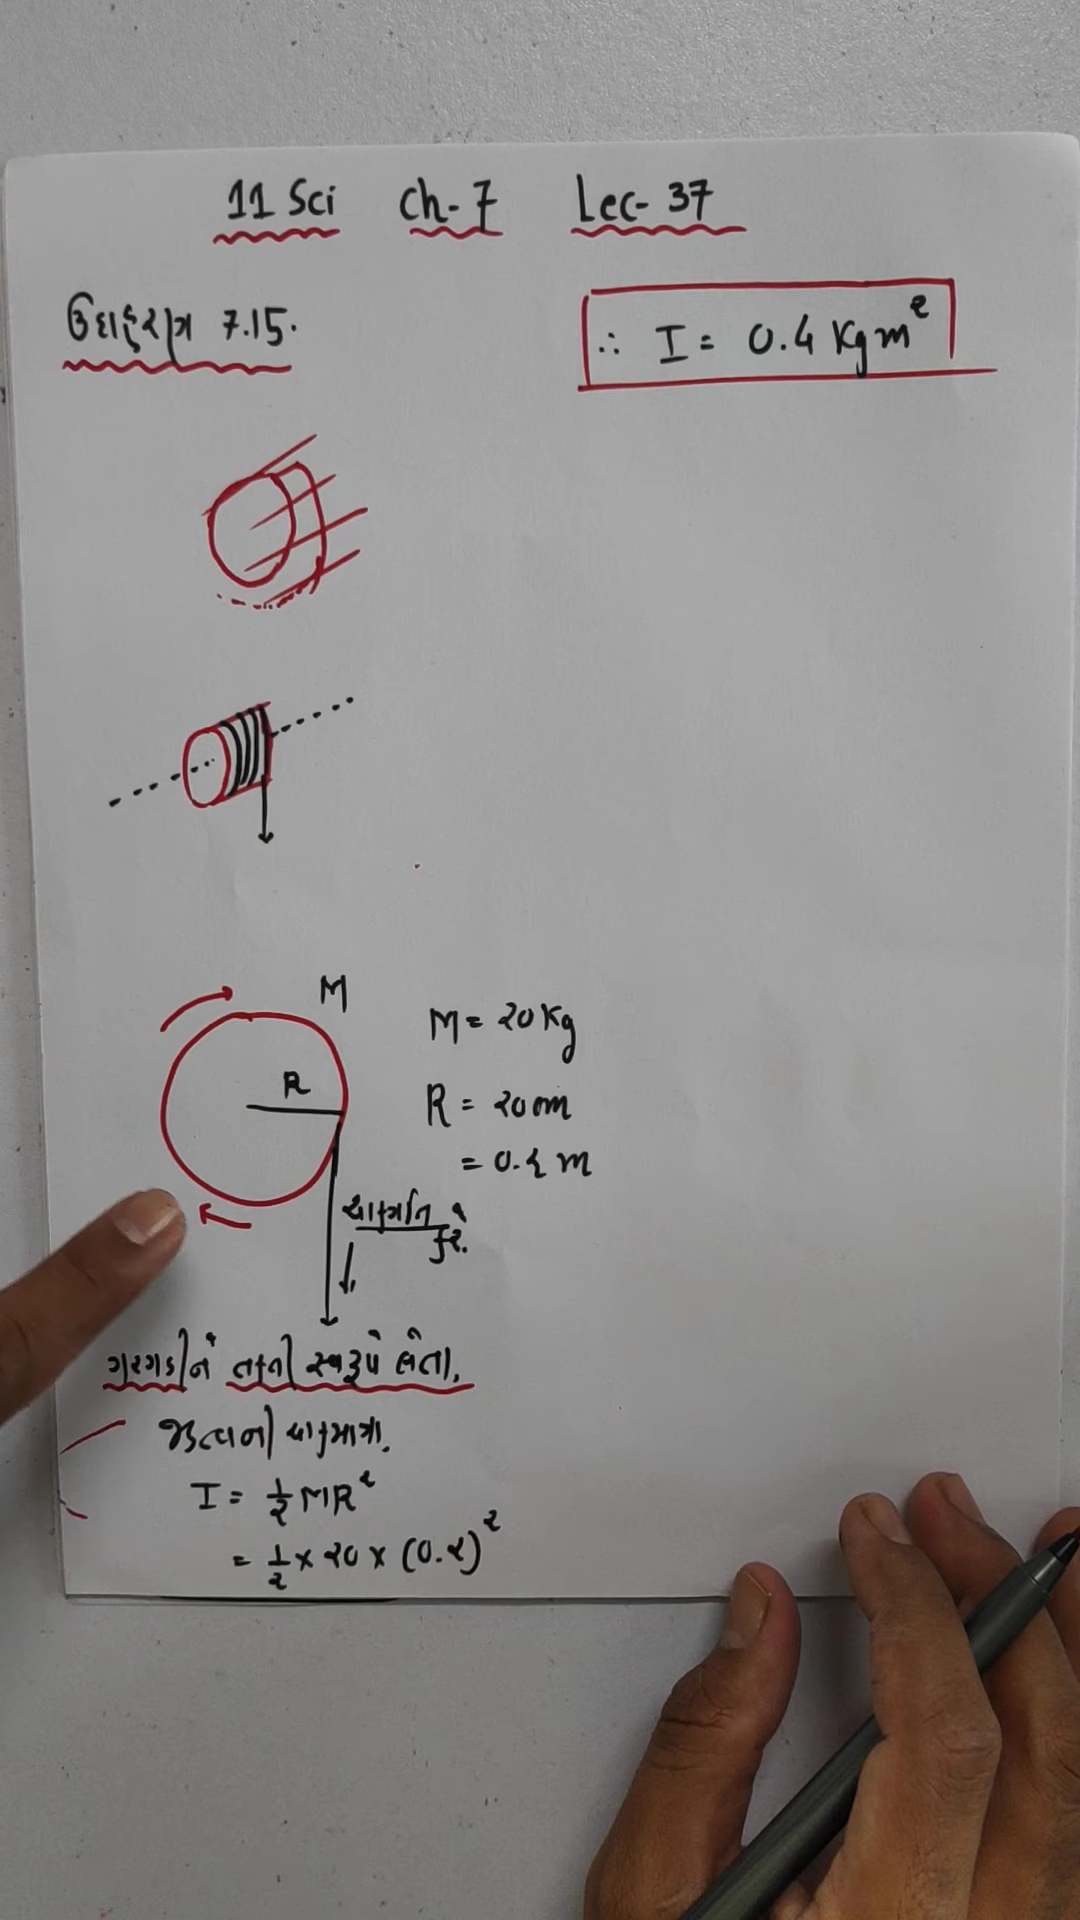 11 Sci Ch-7 Lec-37
ઉદાહરણ 7.15.
∴ I = 0.4 Kgm²
M
R
M = 20 Kg
R = 20 cm
= 0.2 m
ગરગડીને તકતી સ્વરૂપે લેતા,
જડત્વની ચાકમાત્રા,
I = ½ MR²
= ½ × 20 × (0.2)²